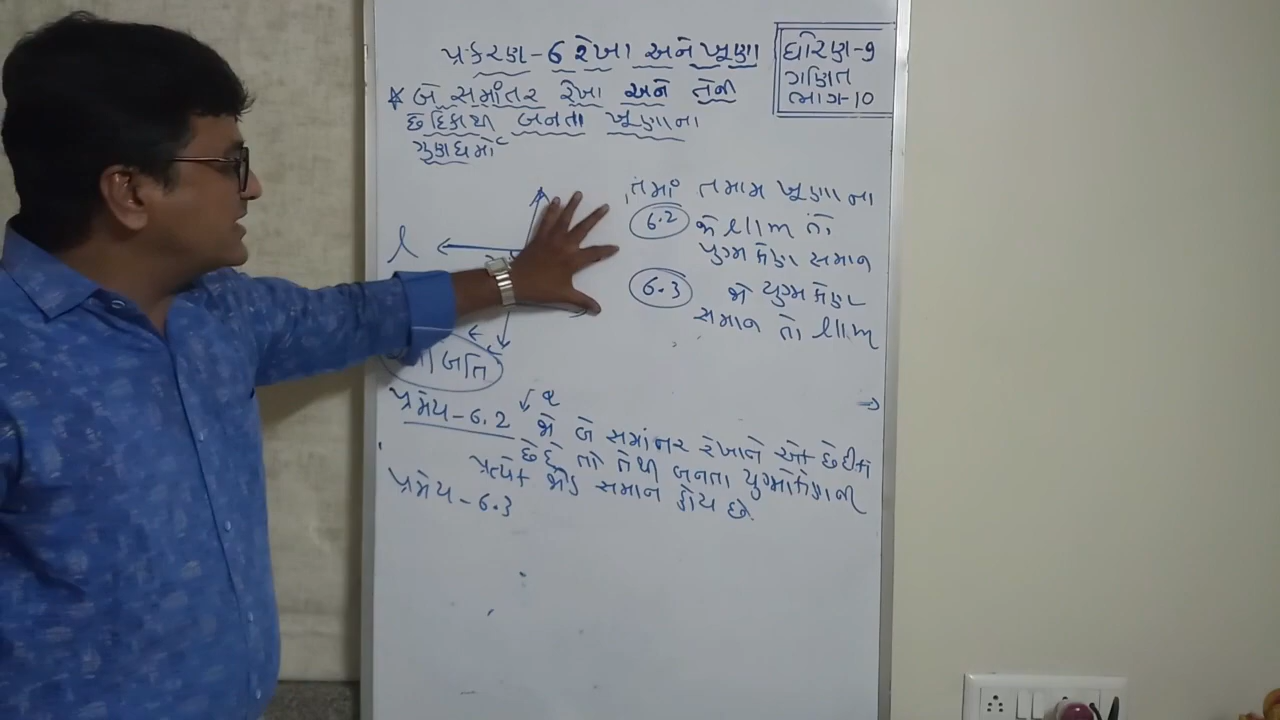 પ્રકરણ-6 રેખા અને ખૂણા
ધોરણ-9
ગણિત
ભાગ-10
* બે સમાંતર રેખા અને તેની
છેદિકાથી બનતા ખૂણાના
ગુણધર્મો
તેમાં તમામ ખૂણાના
6.2 જો l||m તો
યુગ્મકોણ સમાન
l
6.3 જો યુગ્મકોણ
સમાન તો l||m
પ્રમેય-6.2 જો બે સમાંતર રેખાને એક છેદિકા
છેદે તો તેથી બનતા યુગ્મકોણની
પ્રત્યેક જોડ સમાન હોય છે.
પ્રમેય-6.3